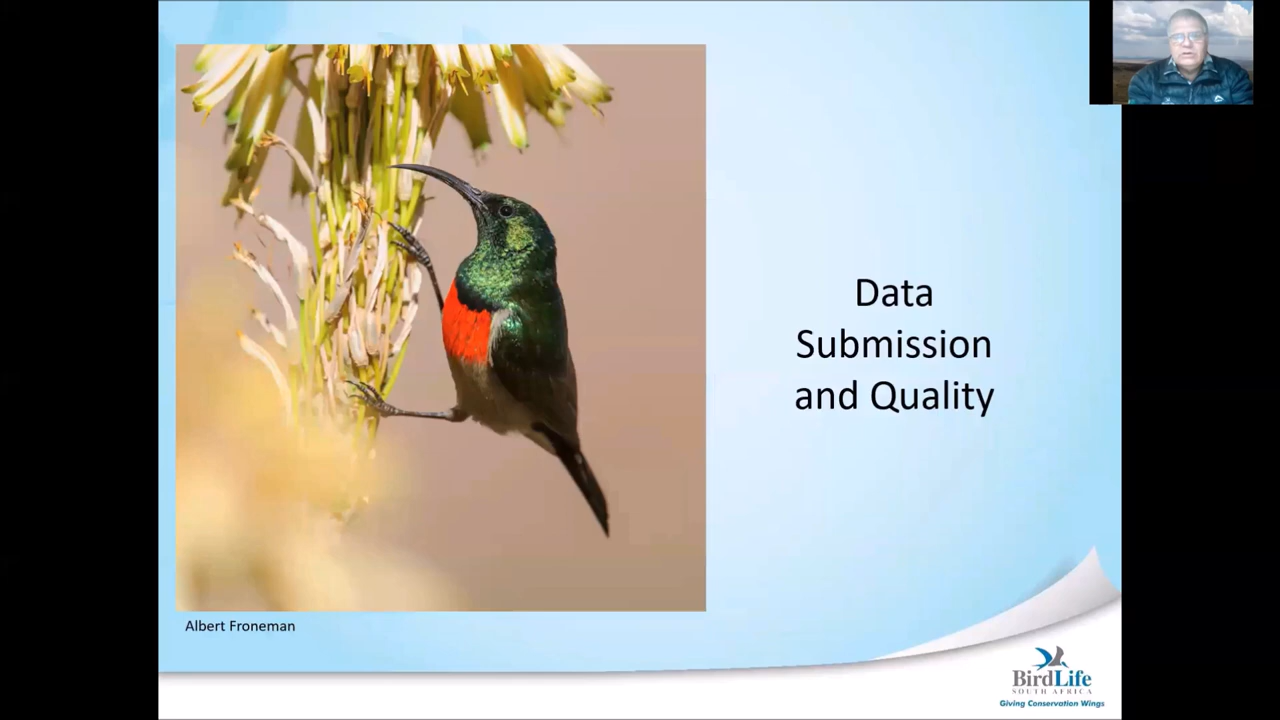 Data
Submission
and Quality
Albert Froneman
BirdLife
SOUTH AFRICA
Giving Conservation Wings